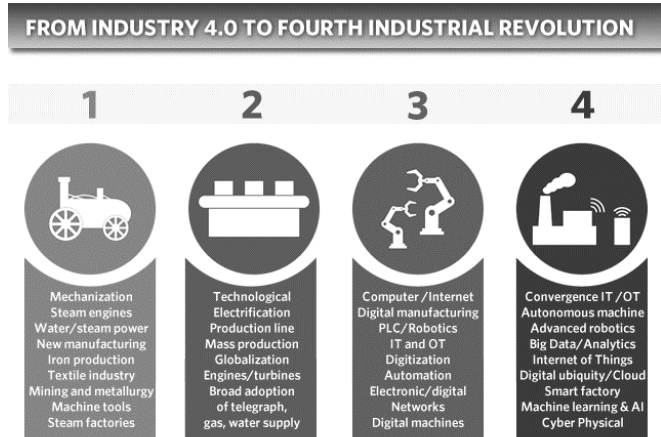 FROM INDUSTRY 4.0 TO FOURTH INDUSTRIAL REVOLUTION
1
2
3
4
Mechanization
Steam engines
Water/steam power
New manufacturing
Iron production
Textile industry
Mining and metallurgy
Machine tools
Steam factories
Technological
Electrification
Production line
Mass production
Globalization
Engines/turbines
Broad adoption
of telegraph,
gas, water supply
Computer /Internet
Digital manufacturing
PLC/Robotics
IT and OT
Digitization
Automation
Electronic/digital
Networks
Digital machines
Convergence IT /OT
Autonomous machine
Advanced robotics
Big Data/Analytics
Internet of Things
Digital ubiquity/Cloud
Smart factory
Machine learning & AI
Cyber Physical